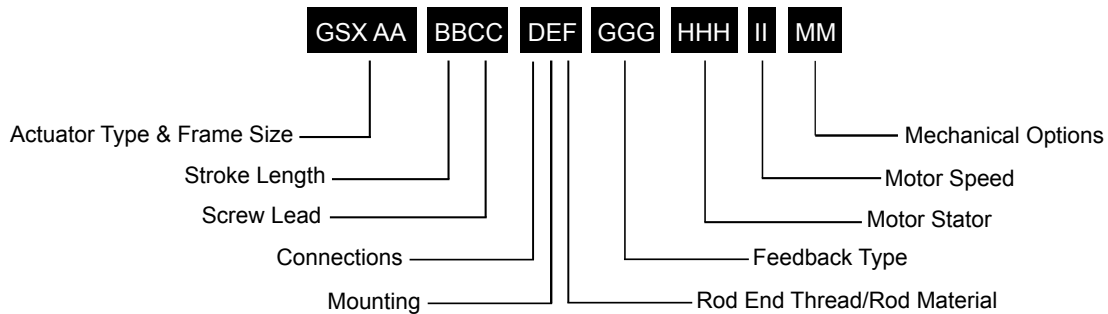 GSX AA BBCC DEF GGG HHH II MM
Actuator Type & Frame Size
Mechanical Options
Stroke Length
Motor Speed
Screw Lead
Motor Stator
Connections
Feedback Type
Mounting
Rod End Thread/Rod Material